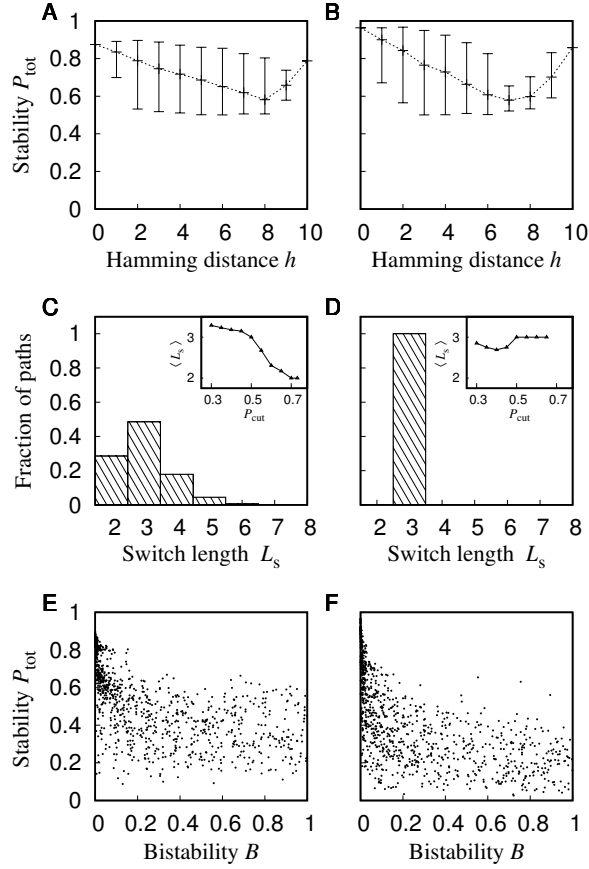 A
B
Stability P_tot
1
0.8
0.6
0.4
0.2
0
0 2 4 6 8 10
0 2 4 6 8 10
Hamming distance h
Hamming distance h
C
D
Fraction of paths
1
0.8
0.6
0.4
0.2
0
⟨L_s⟩
3
2
0.3 0.5 0.7
P_cut
⟨L_s⟩
3
2
0.3 0.5 0.7
P_cut
2 3 4 5 6 7 8
2 3 4 5 6 7 8
Switch length L_s
Switch length L_s
E
F
Stability P_tot
1
0.8
0.6
0.4
0.2
0
0 0.2 0.4 0.6 0.8 1
0 0.2 0.4 0.6 0.8 1
Bistability B
Bistability B